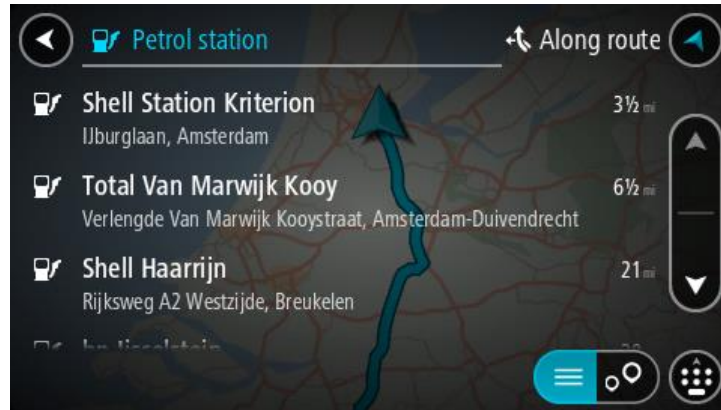 Petrol station
Along route
Shell Station Kriterion 3½ mi
IJburglaan, Amsterdam
Total Van Marwijk Kooy 6½ mi
Verlengde Van Marwijk Kooystraat, Amsterdam-Duivendrecht
Shell Haarrijn 21 mi
Rijksweg A2 Westzijde, Breukelen